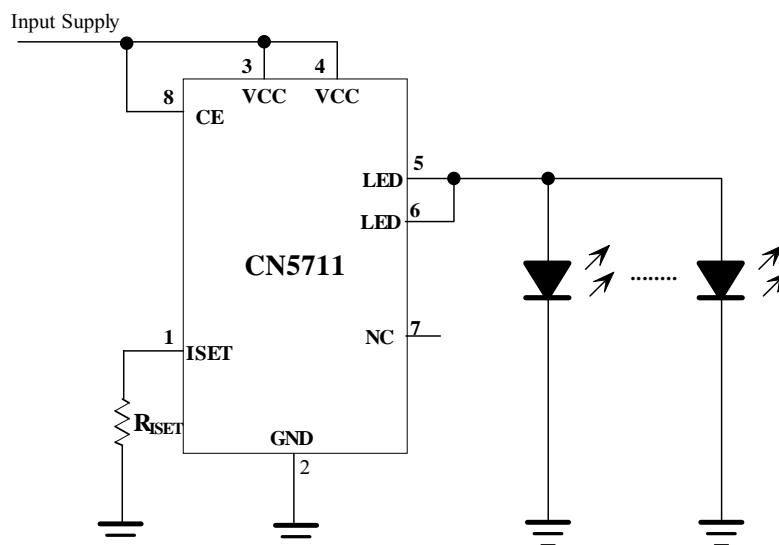 Input Supply
3
4
8
VCC
VCC
CE
5
LED
6
LED
CN5711
1
7
NC
ISET
RISET
GND
2